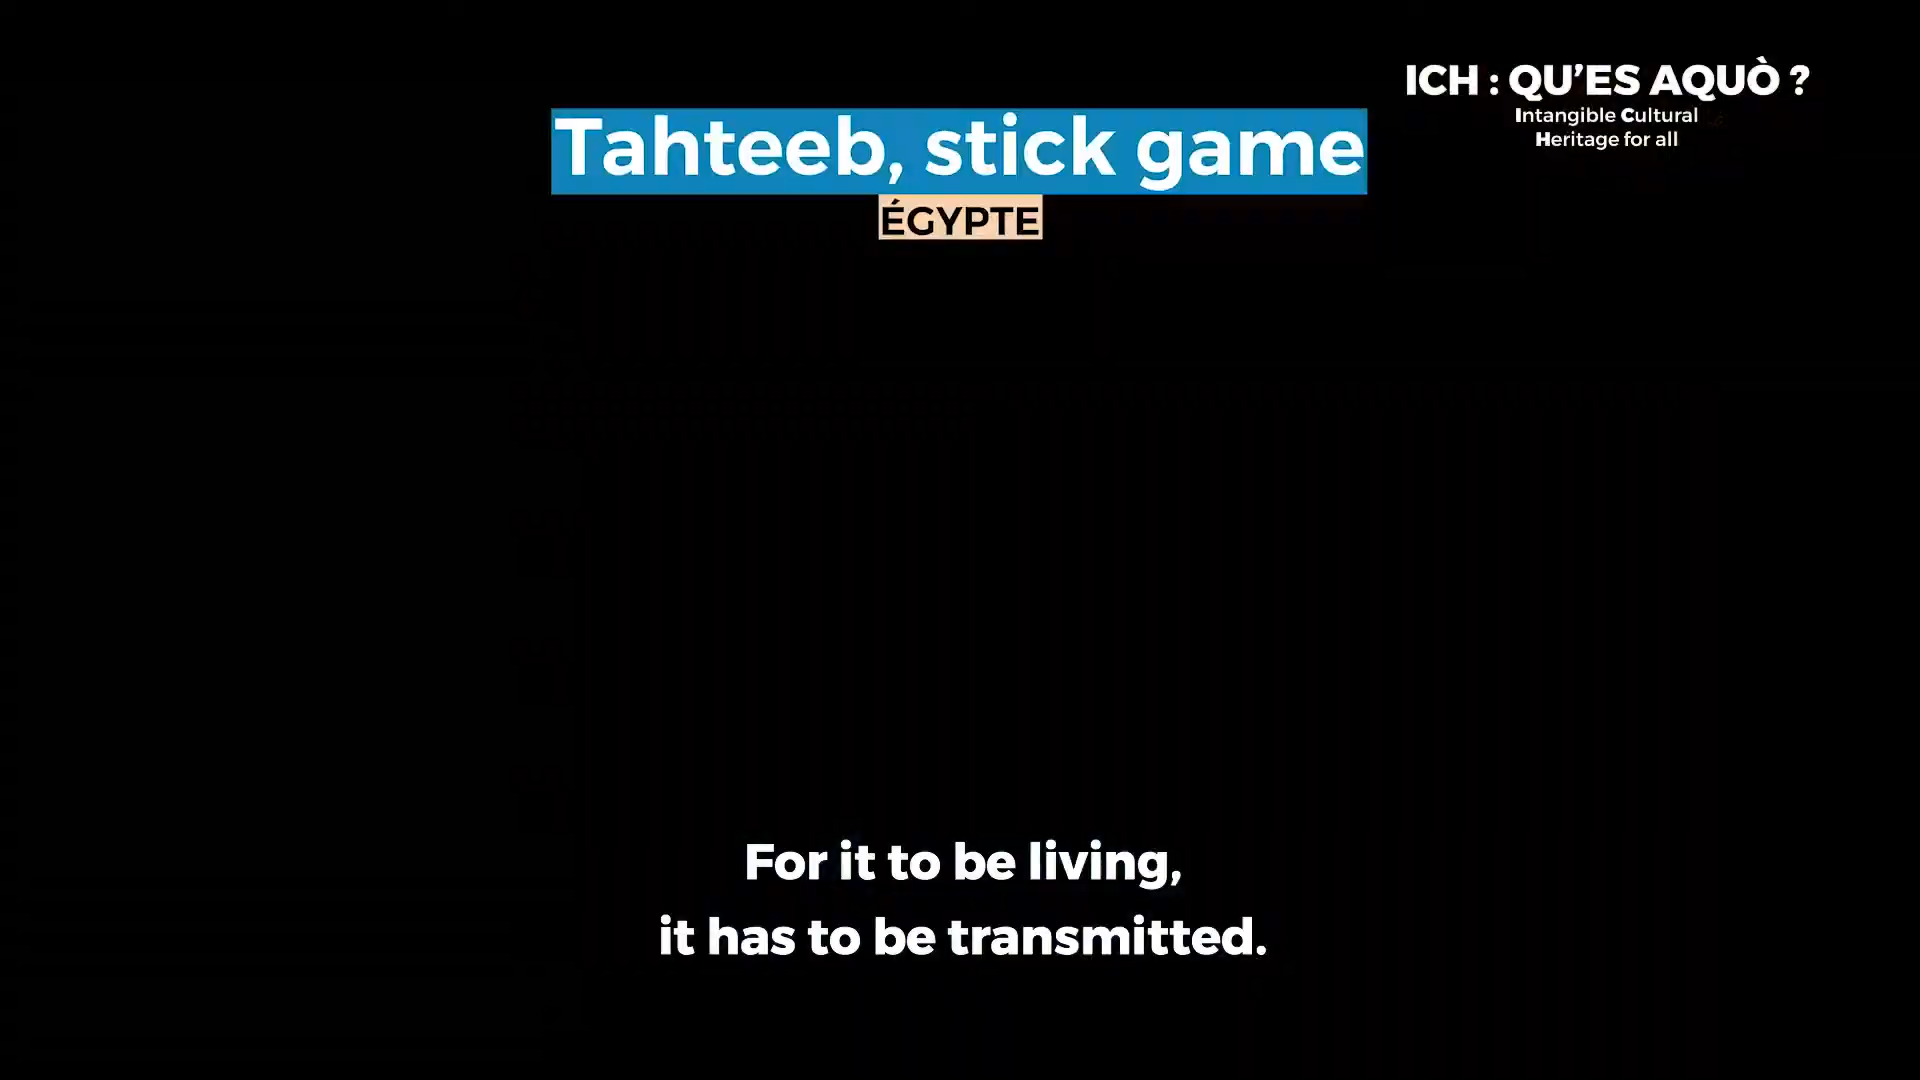 ICH : QU'ES AQUÒ ?
Intangible Cultural
Heritage for all
Tahteeb, stick game
ÉGYPTE
For it to be living,
it has to be transmitted.